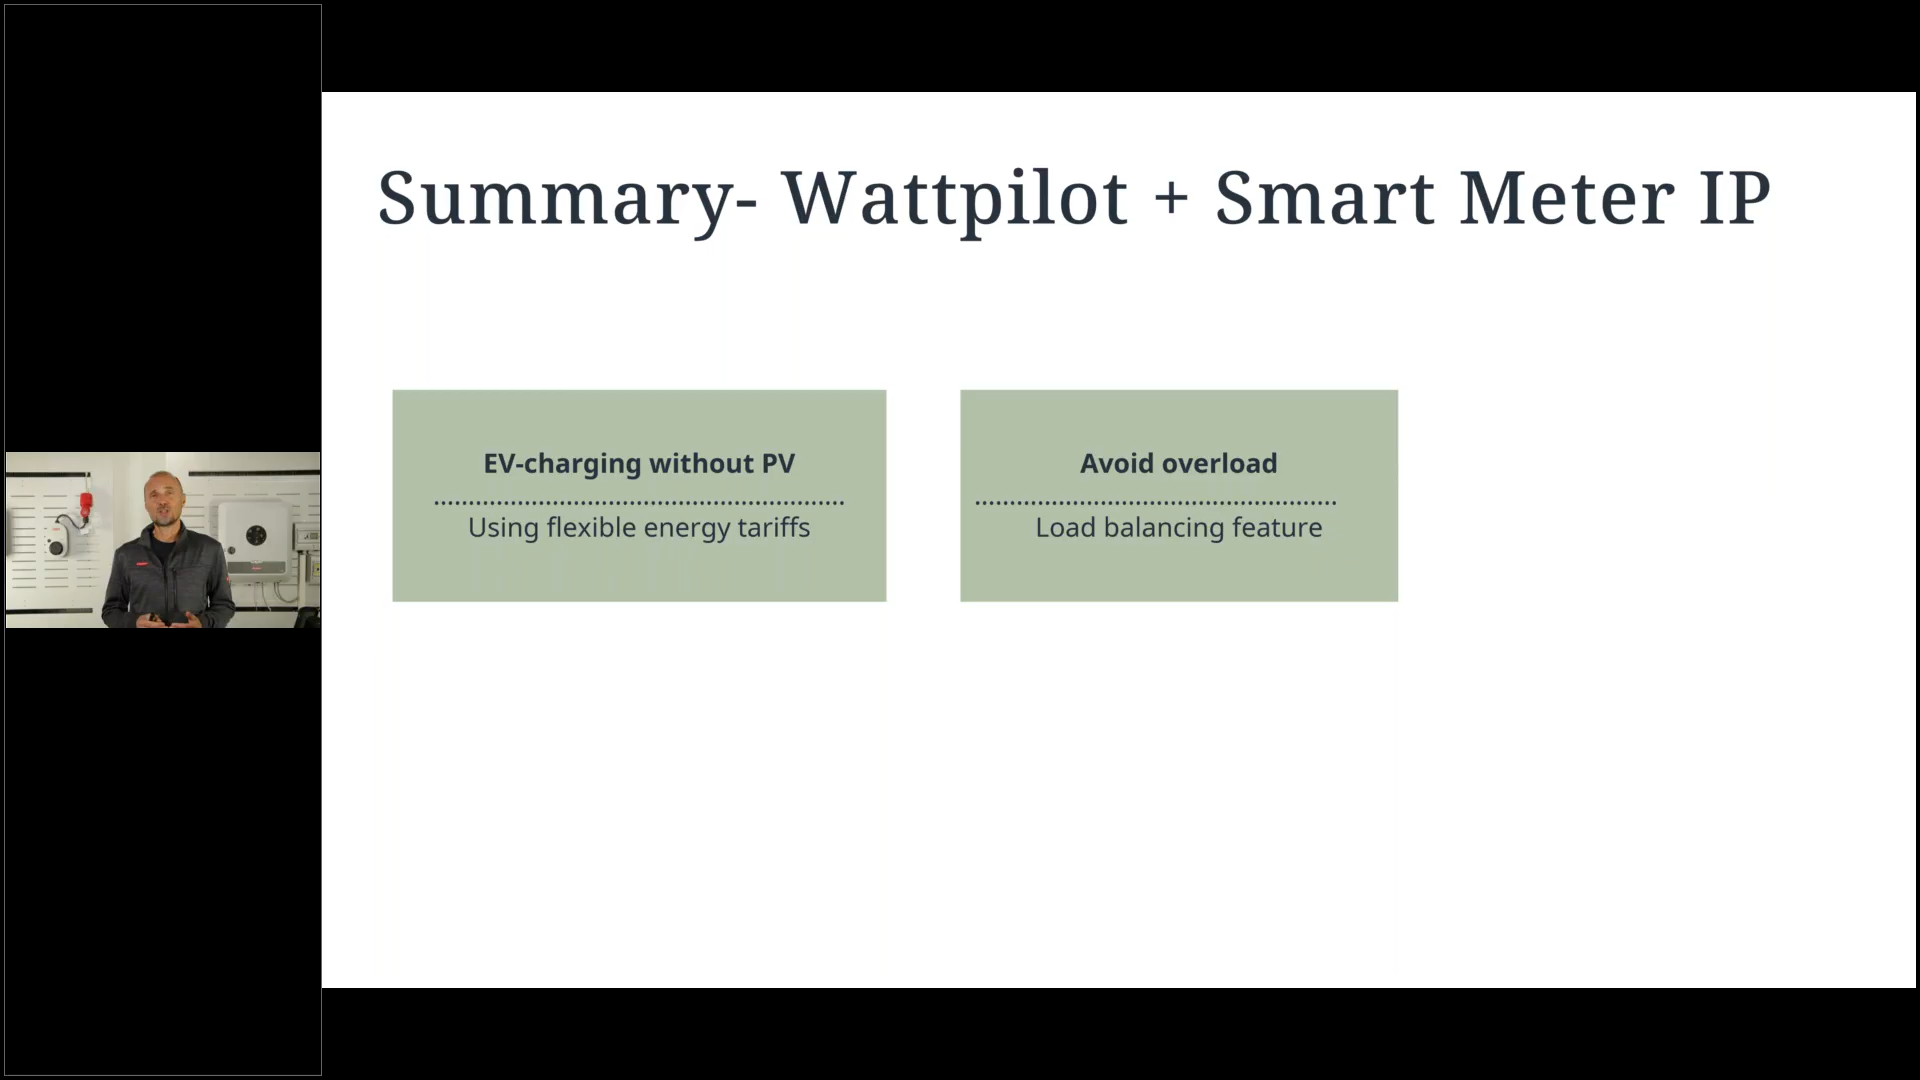 Summary- Wattpilot + Smart Meter IP
EV-charging without PV
Using flexible energy tariffs
Avoid overload
Load balancing feature